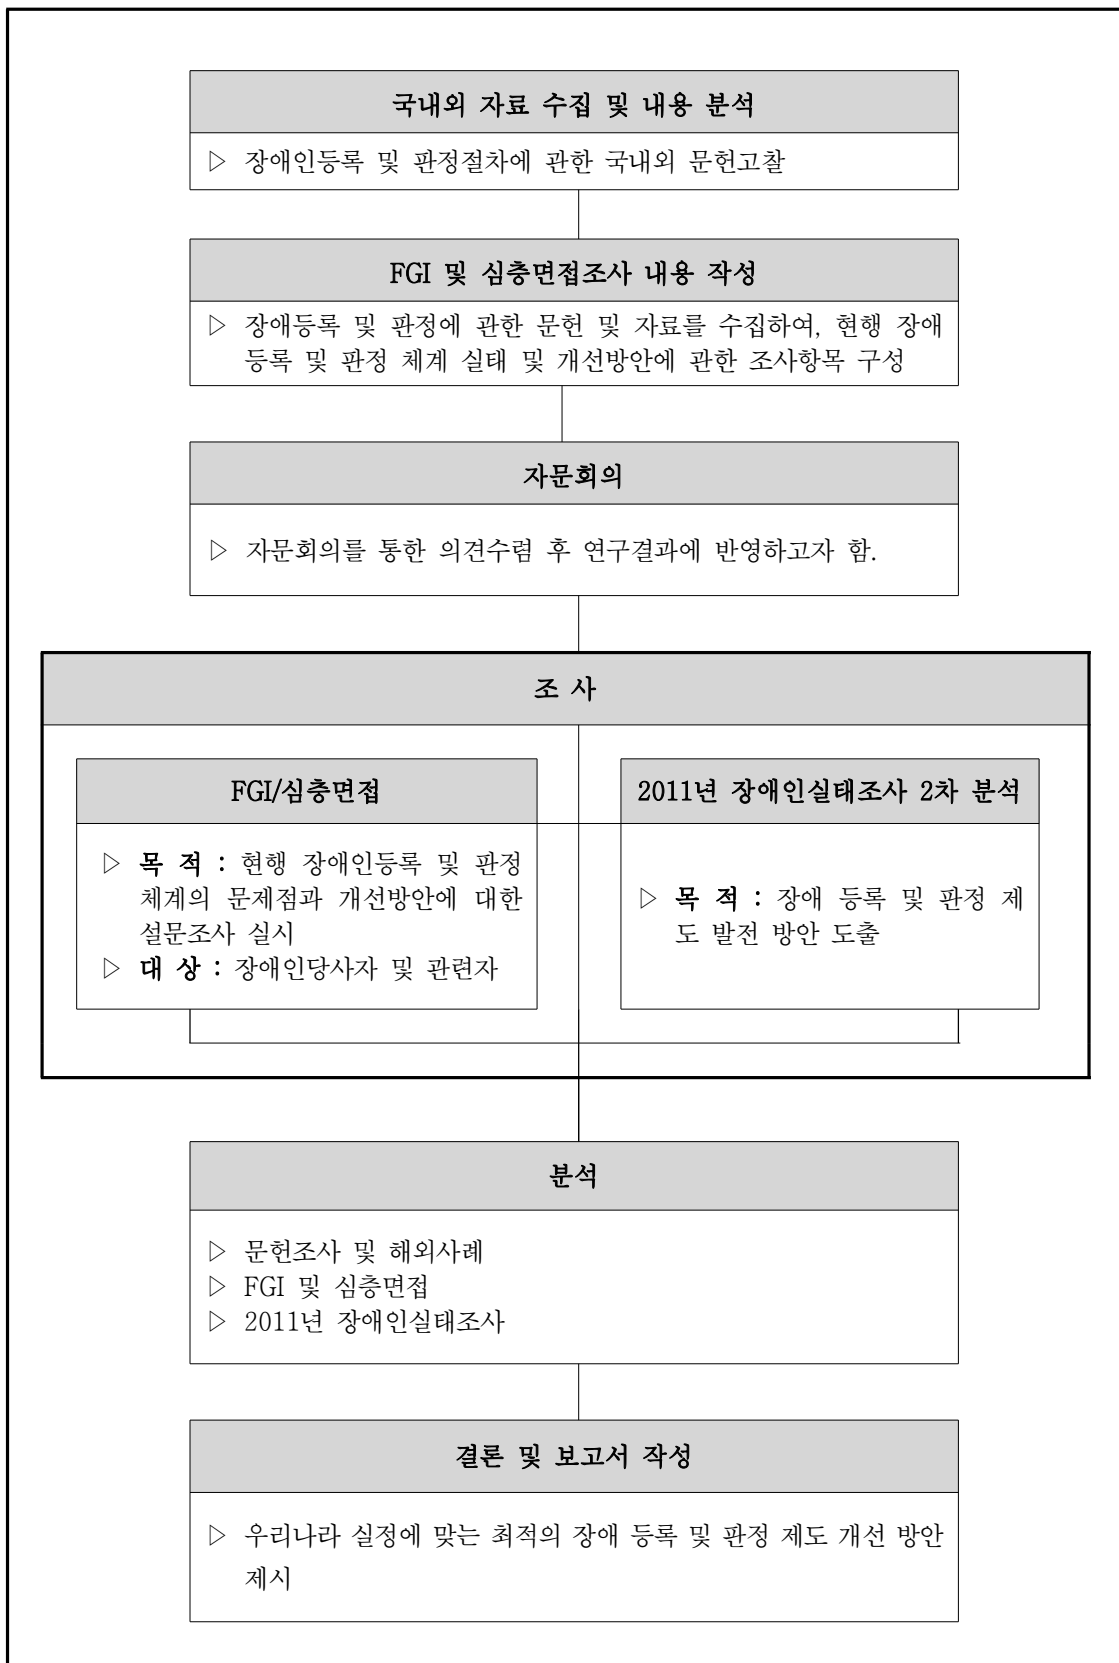 국내외 자료 수집 및 내용 분석
▷ 장애인등록 및 판정절차에 관한 국내외 문헌고찰
FGI 및 심층면접조사 내용 작성
▷ 장애등록 및 판정에 관한 문헌 및 자료를 수집하여, 현행 장애
등록 및 판정 체계 실태 및 개선방안에 관한 조사항목 구성
자문회의
▷ 자문회의를 통한 의견수렴 후 연구결과에 반영하고자 함.
조 사
FGI/심층면접
▷ 목 적 : 현행 장애인등록 및 판정
체계의 문제점과 개선방안에 대한
설문조사 실시
▷ 대 상 : 장애인당사자 및 관련자
2011년 장애인실태조사 2차 분석
▷ 목 적 : 장애 등록 및 판정 제
도 발전 방안 도출
분석
▷ 문헌조사 및 해외사례
▷ FGI 및 심층면접
▷ 2011년 장애인실태조사
결론 및 보고서 작성
▷ 우리나라 실정에 맞는 최적의 장애 등록 및 판정 제도 개선 방안
제시